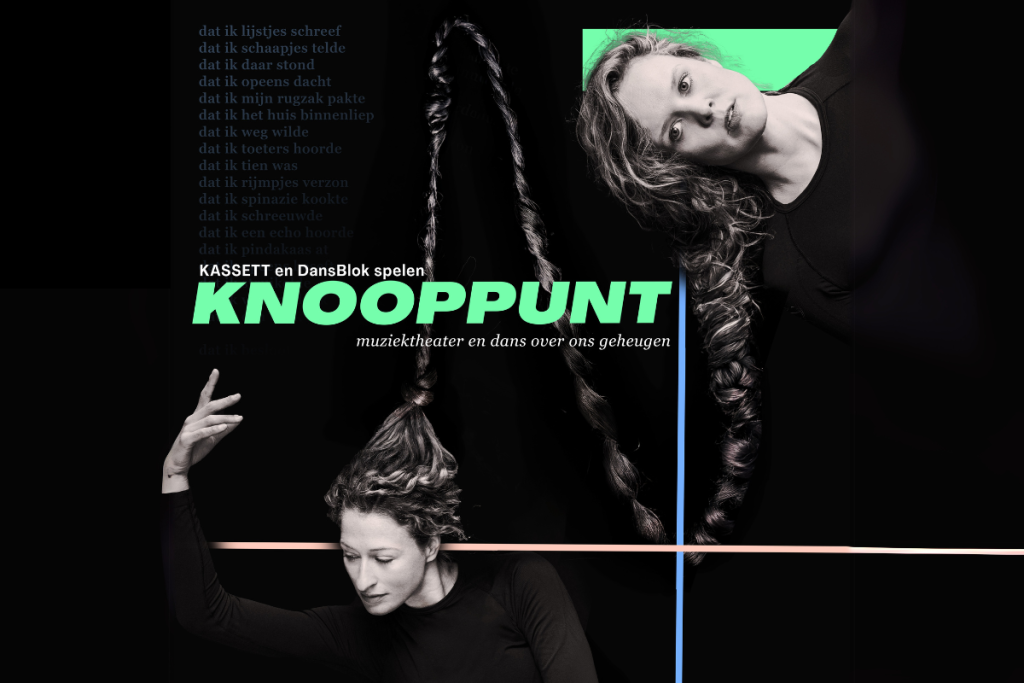 dat ik lijstjes schreef
dat ik schaapjes telde
dat ik daar stond
dat ik opeens dacht
dat ik mijn rugzak pakte
dat ik het huis binnenliep
dat ik weg wilde
dat ik toeters hoorde
dat ik tien was
dat ik rijmpjes verzon
dat ik spinazie kookte
dat ik schreeuwde
dat ik een echo hoorde
dat ik pindakaas at
KASSETT en DansBlok spelen
KNOOPPUNT
muziektheater en dans over ons geheugen
dat ik